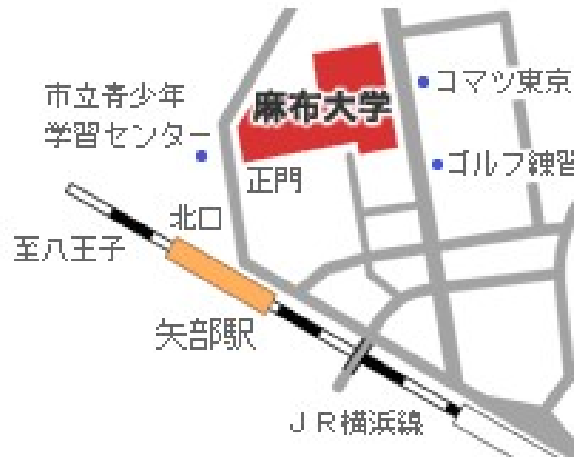 市立青少年
学習センター
麻布大学
コマツ東京
ゴルフ練習
正門
北口
至八王子
矢部駅
JR横浜線